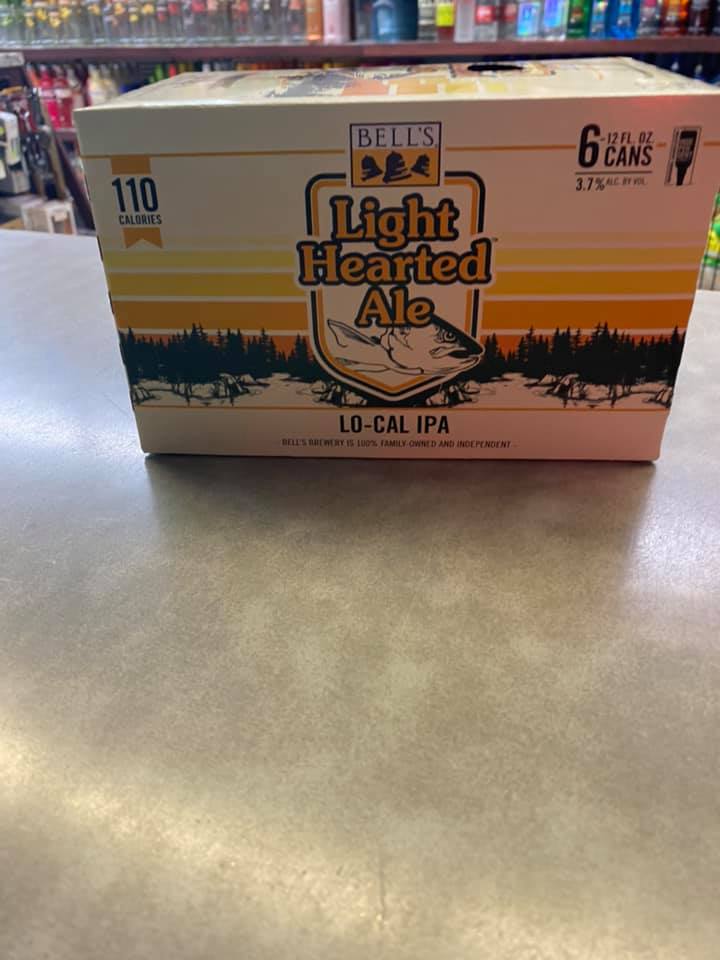 BELL'S
Light
Hearted
Ale
110
CALORIES
6-12 FL. OZ.
CANS
3.7% ALC. BY VOL.
LO-CAL IPA
BELL'S BREWERY IS 100% FAMILY-OWNED AND INDEPENDENT